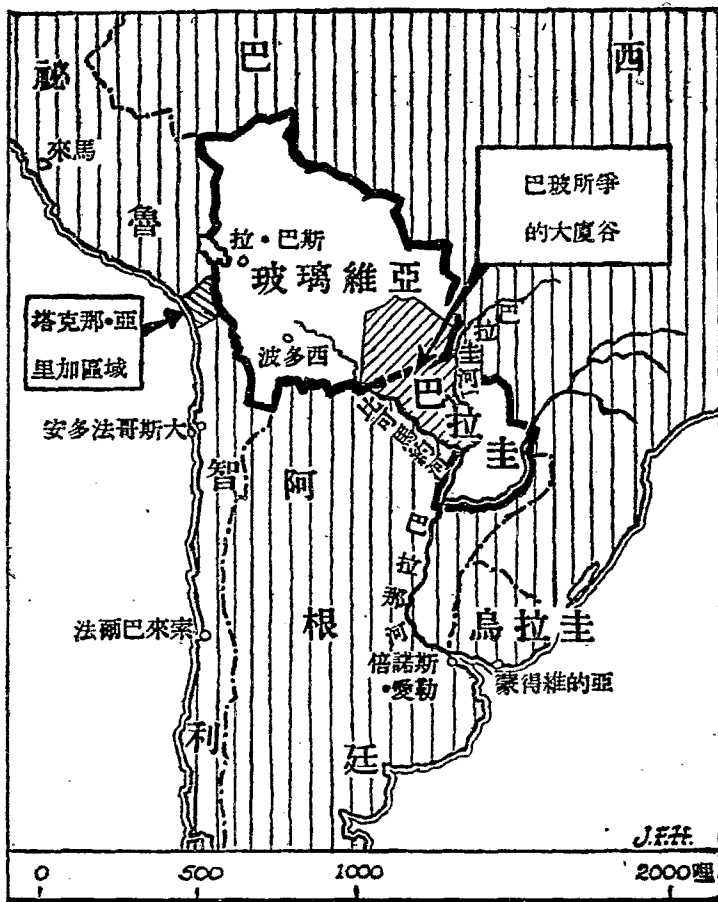 巴西
祕魯
來馬
巴玻所爭
的大廈谷
拉·巴斯
玻璃維亞
塔克那·亞
里加區域
波多西
巴拉圭河
巴拉圭
安多法哥斯大
智利
阿根廷
巴拉那河
法爾巴來索
烏拉圭
倍諾斯
·愛勒
蒙得維的亞
J.F.H.
0 500 1000 2000哩